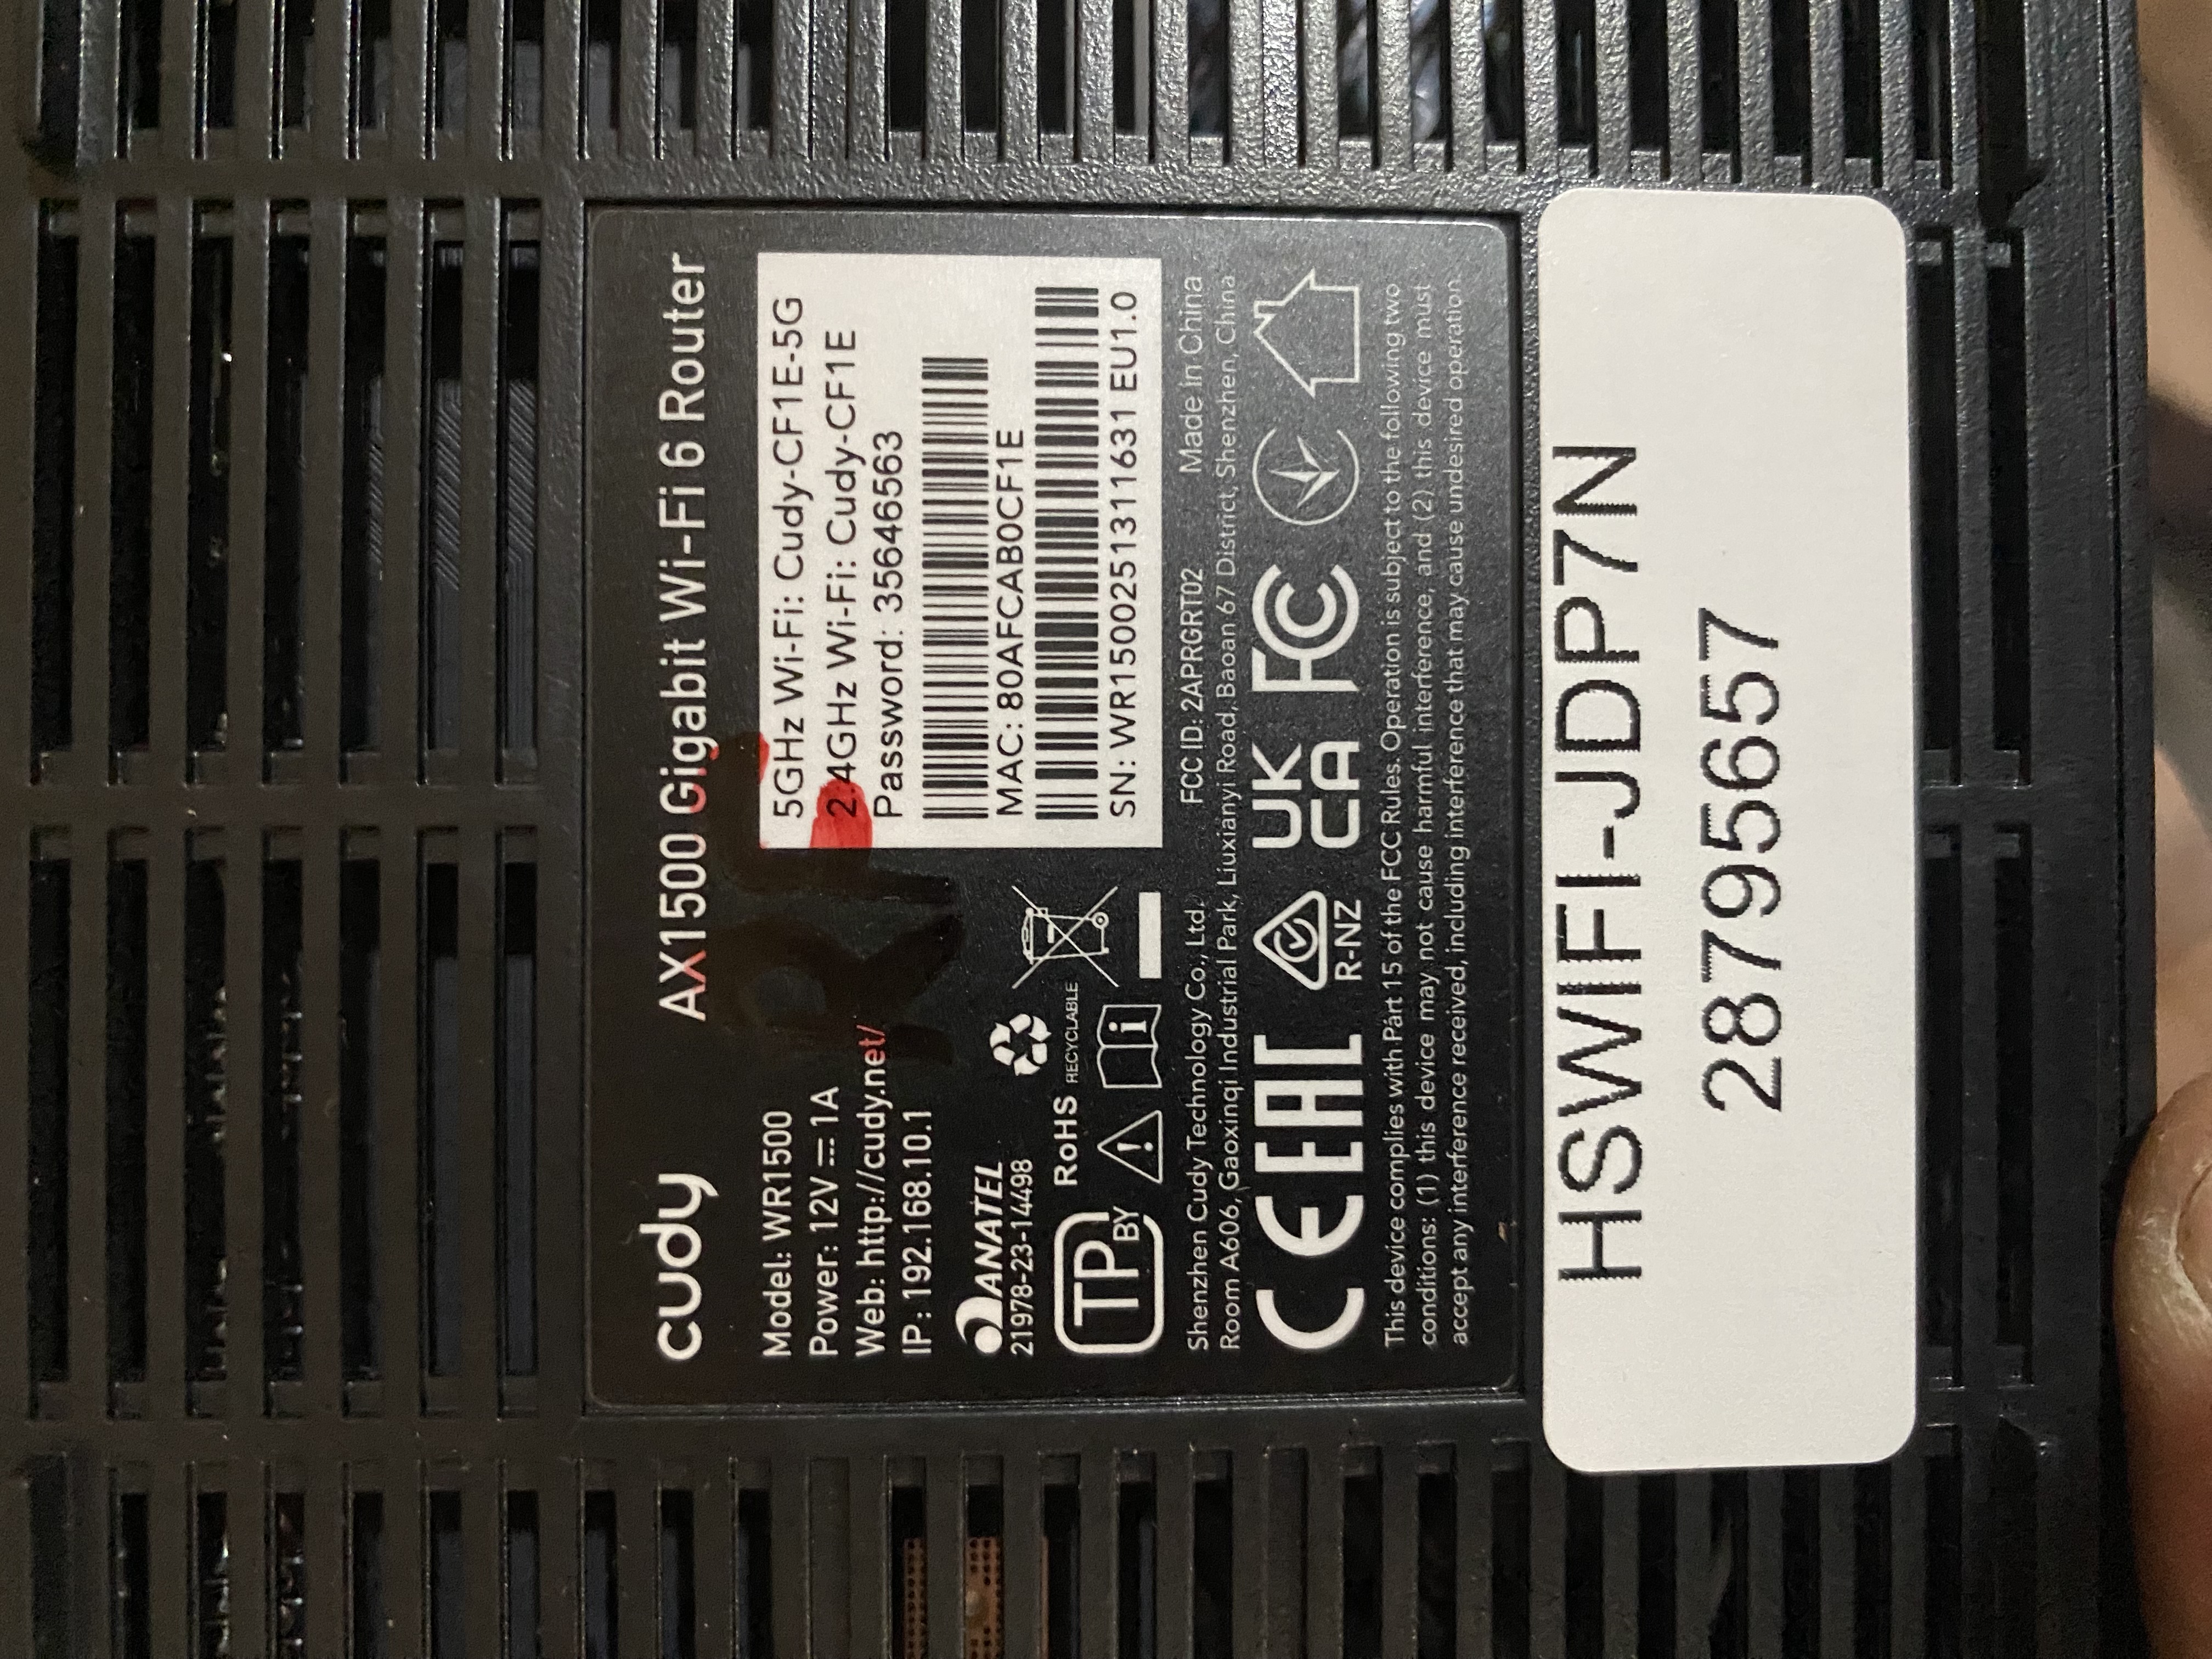 cudy
AX1500 Gigabit Wi-Fi 6 Router
Model: WR1500
Power: 12V ⎓ 1A
Web: http://cudy.net/
IP: 192.168.10.1
5GHz Wi-Fi: Cudy-CF1E-5G
2.4GHz Wi-Fi: Cudy-CF1E
Password: 35646563
MAC: 80AFCAB0CF1E
SN: WR1500251311631 EU1.0
RF
ANATEL
21978-23-14498
TP BY
RoHS
RECYCLABLE
FCC ID: 2APRGRT02
Made in China
Shenzhen Cudy Technology Co., Ltd.
Room A606, Gaoxinqi Industrial Park, Liuxianyi Road, Baoan 67 District, Shenzhen, China
CE EAC R-NZ UK CA FC
This device complies with Part 15 of the FCC Rules. Operation is subject to the following two
conditions: (1) this device may not cause harmful interference, and (2) this device must
accept any interference received, including interference that may cause undesired operation.
HSWIFI-JDP7N
28795657